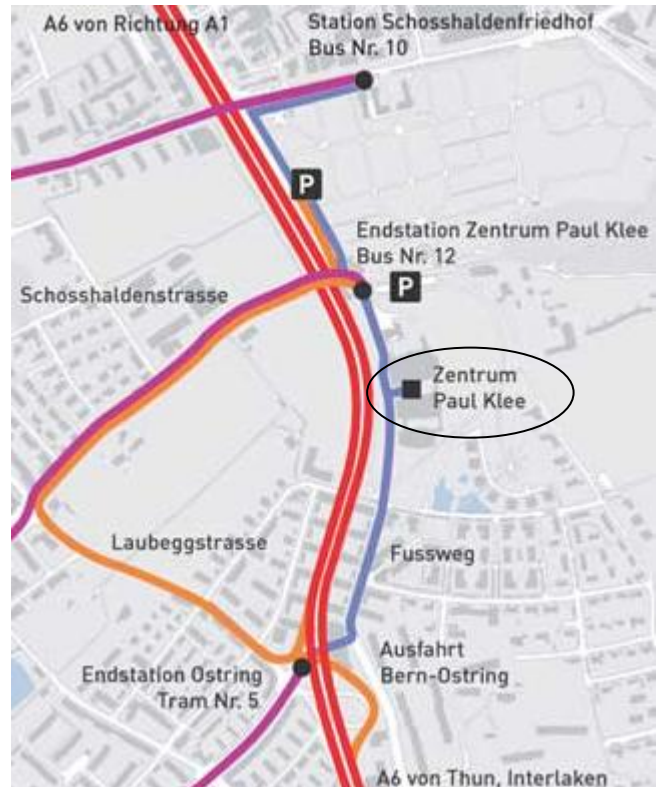 A6 von Richtung A1
Station Schosshaldenfriedhof
Bus Nr. 10
P
Endstation Zentrum Paul Klee
Bus Nr. 12
P
Schosshaldenstrasse
Zentrum
Paul Klee
Laubeggstrasse
Fussweg
Ausfahrt
Bern-Ostring
Endstation Ostring
Tram Nr. 5
A6 von Thun, Interlaken